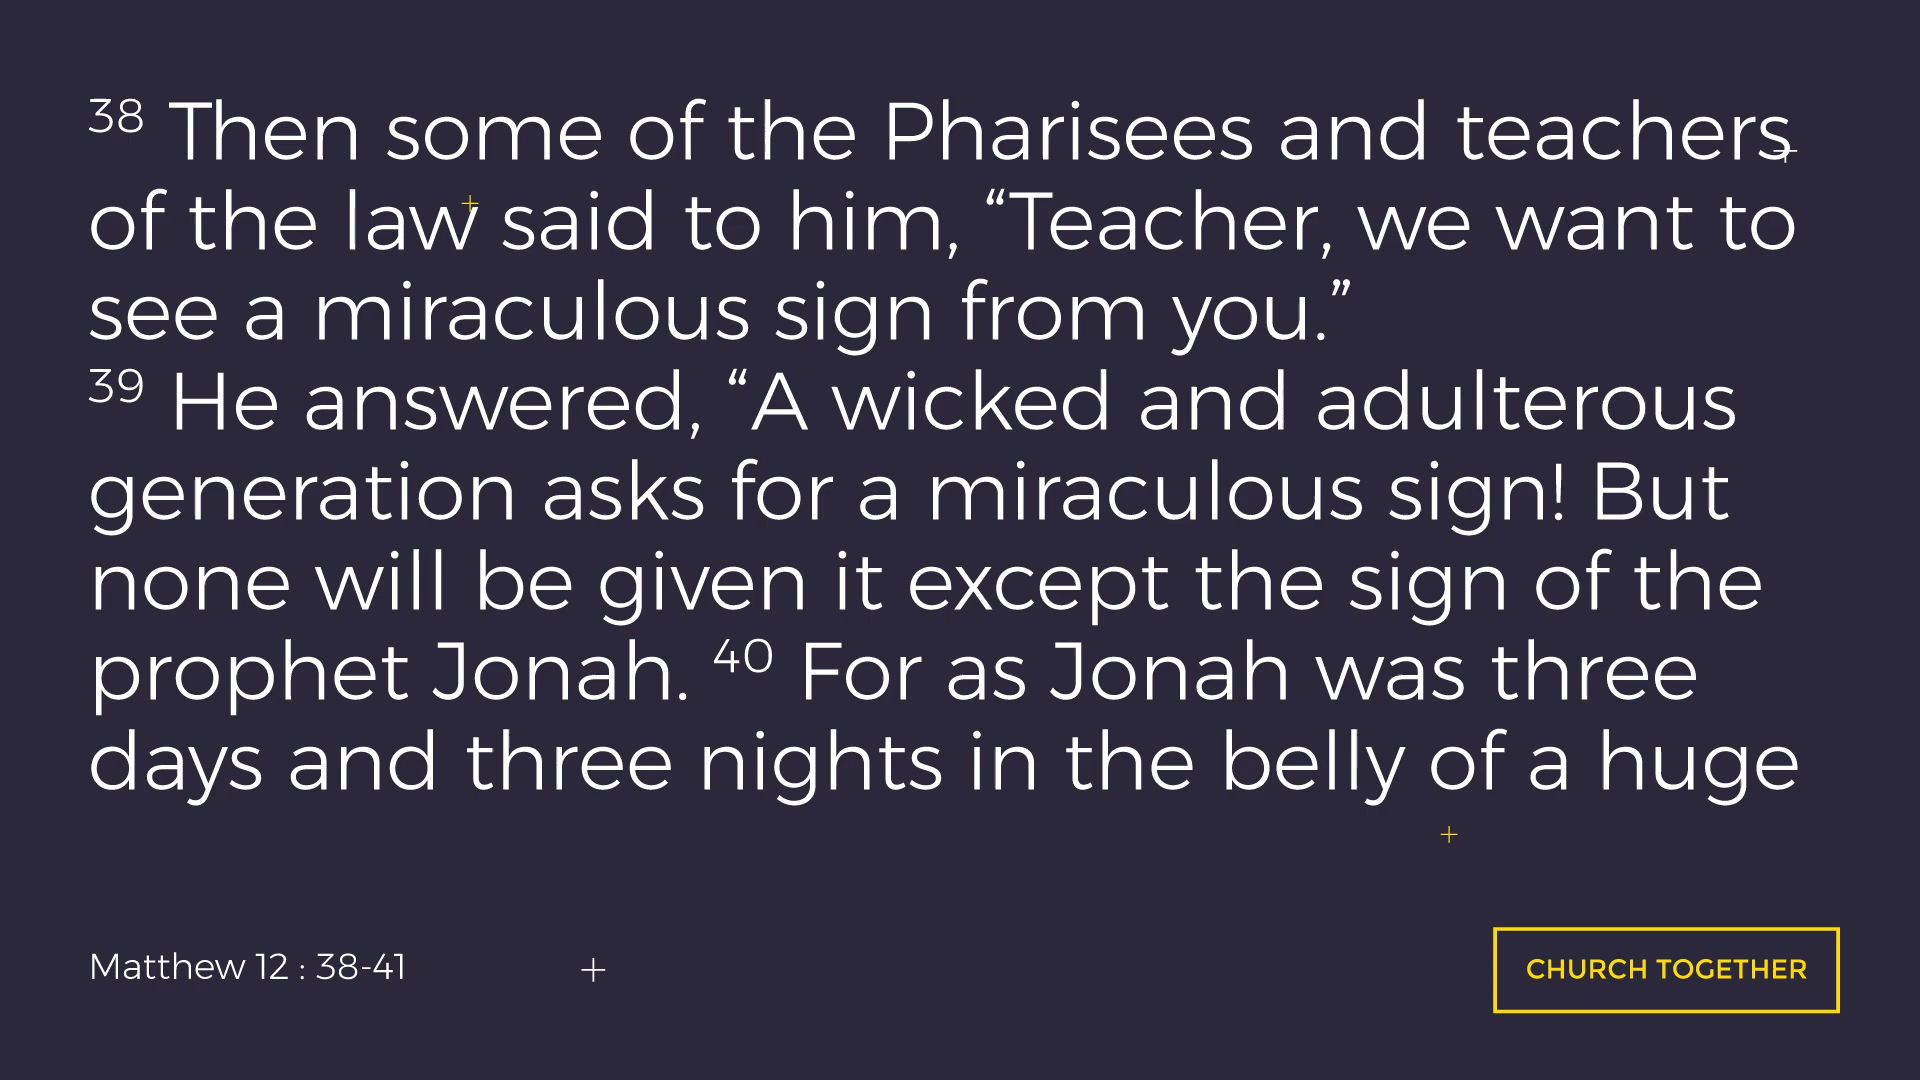 38 Then some of the Pharisees and teachers
of the law said to him, “Teacher, we want to
see a miraculous sign from you.”
39 He answered, “A wicked and adulterous
generation asks for a miraculous sign! But
none will be given it except the sign of the
prophet Jonah. 40 For as Jonah was three
days and three nights in the belly of a huge
Matthew 12 : 38-41
CHURCH TOGETHER